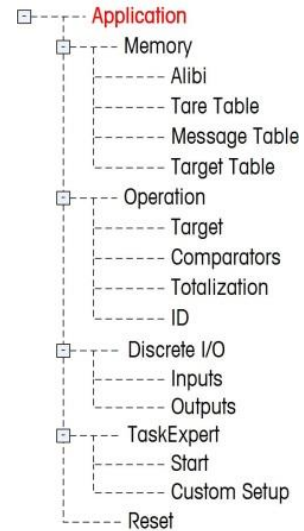 Application
Memory
Alibi
Tare Table
Message Table
Target Table
Operation
Target
Comparators
Totalization
ID
Discrete I/O
Inputs
Outputs
TaskExpert
Start
Custom Setup
Reset